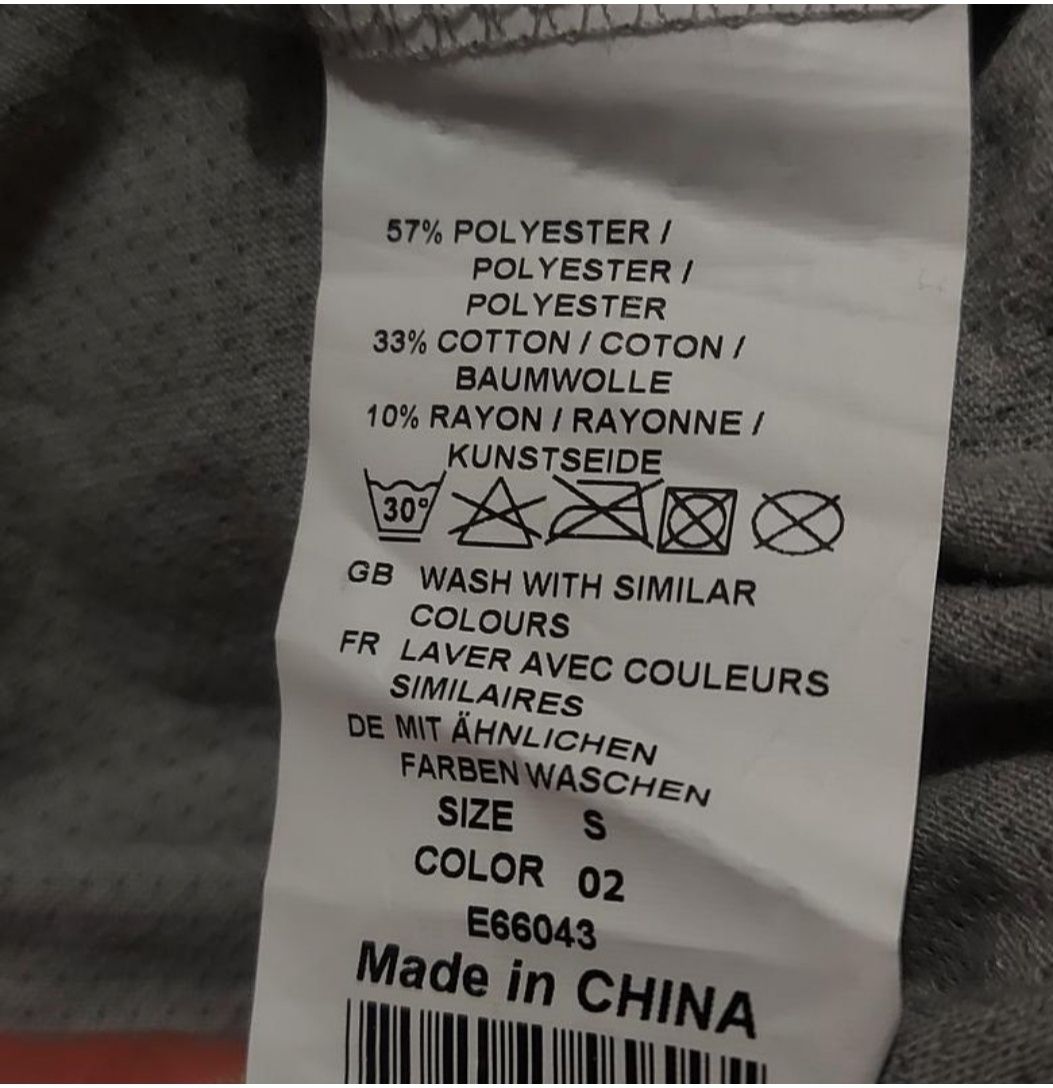 57% POLYESTER /
POLYESTER /
POLYESTER
33% COTTON / COTON /
BAUMWOLLE
10% RAYON / RAYONNE /
KUNSTSEIDE
30°
GB WASH WITH SIMILAR
COLOURS
FR LAVER AVEC COULEURS
SIMILAIRES
DE MIT ÄHNLICHEN
FARBEN WASCHEN
SIZE S
COLOR 02
E66043
Made in CHINA